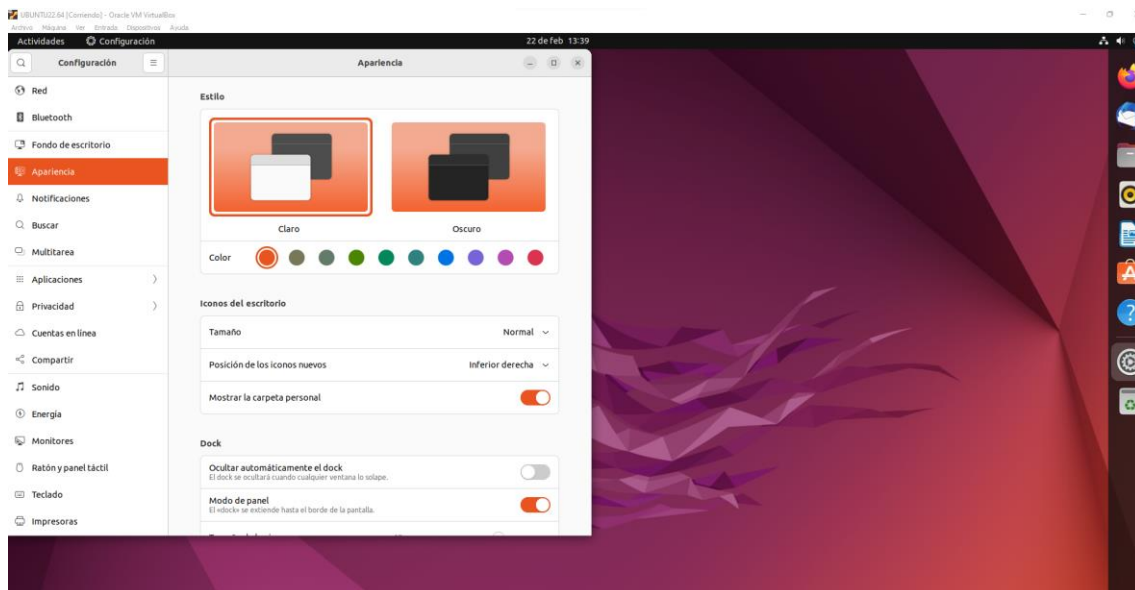 UBUNTU22.64 [Corriendo] - Oracle VM VirtualBox
Archivo Máquina Ver Entrada Dispositivos Ayuda
Actividades Configuración 22 de feb 13:39
Configuración Apariencia
Red
Bluetooth
Fondo de escritorio
Apariencia
Notificaciones
Buscar
Multitarea
Aplicaciones
Privacidad
Cuentas en línea
Compartir
Sonido
Energía
Monitores
Ratón y panel táctil
Teclado
Impresoras
Estilo
Claro Oscuro
Color
Iconos del escritorio
Tamaño Normal
Posición de los iconos nuevos Inferior derecha
Mostrar la carpeta personal
Dock
Ocultar automáticamente el dock
El dock se ocultará cuando cualquier ventana lo solape.
Modo de panel
El «dock» se extiende hasta el borde de la pantalla.